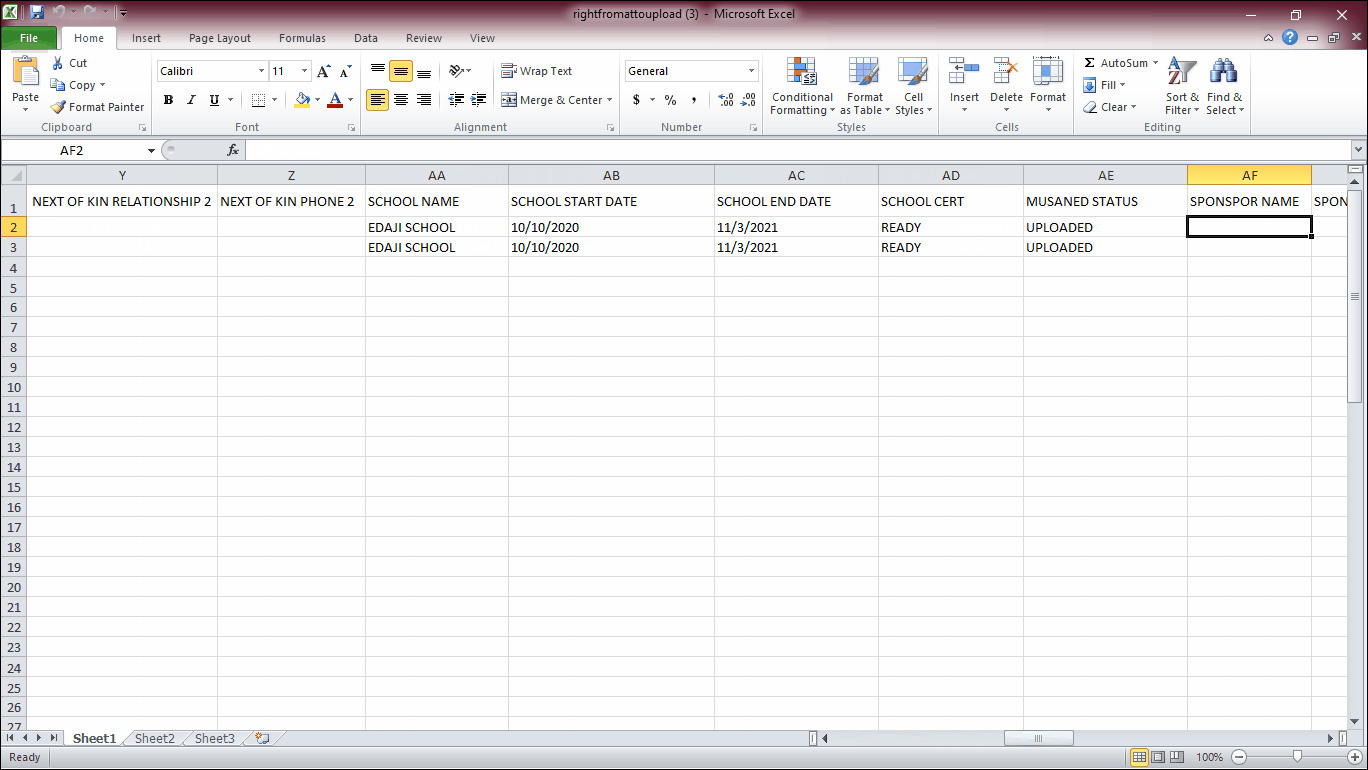 rightfromattoupload (3) - Microsoft Excel
File Home Insert Page Layout Formulas Data Review View
Paste
Cut
Copy
Format Painter
Clipboard
Calibri 11
B I U
Font
Wrap Text
Merge & Center
Alignment
General
$ % ,
Number
Conditional Formatting
Format as Table
Cell Styles
Styles
Insert Delete Format
Cells
Σ AutoSum
Fill
Clear
Sort & Filter
Find & Select
Editing
AF2 fx
Y Z AA AB AC AD AE AF
1 NEXT OF KIN RELATIONSHIP 2 NEXT OF KIN PHONE 2 SCHOOL NAME SCHOOL START DATE SCHOOL END DATE SCHOOL CERT MUSANED STATUS SPONSPOR NAME SPON
2 EDAJI SCHOOL 10/10/2020 11/3/2021 READY UPLOADED
3 EDAJI SCHOOL 10/10/2020 11/3/2021 READY UPLOADED
4
5
6
7
8
9
10
11
12
13
14
15
16
17
18
19
20
21
22
23
24
25
26
27
Sheet1 Sheet2 Sheet3
Ready 100%